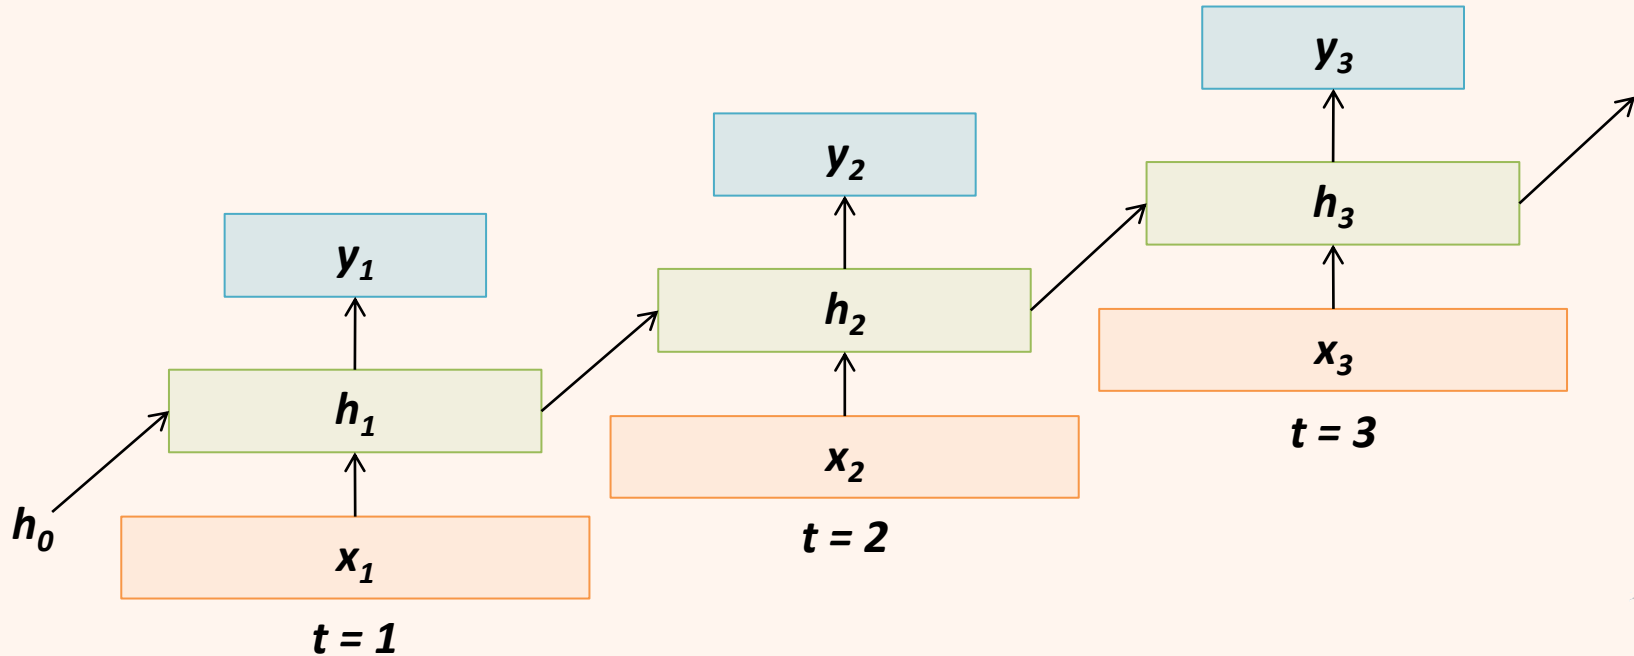 y₃
y₂
h₃
y₁
h₂
x₃
h₁
t = 3
x₂
h₀
t = 2
x₁
t = 1